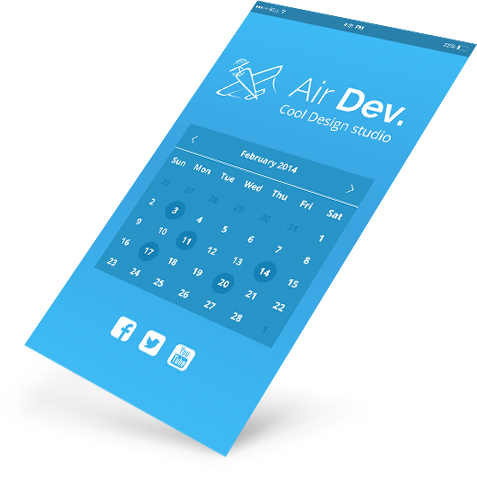 BELL 4:21 PM 22%
Air Dev.
Cool Design studio
February 2014
Sun Mon Tue Wed Thu Fri Sat
26 27 28 29 30 31 1
2 3 4 5 6 7 8
9 10 11 12 13 14 15
16 17 18 19 20 21 22
23 24 25 26 27 28 1
You
Tube